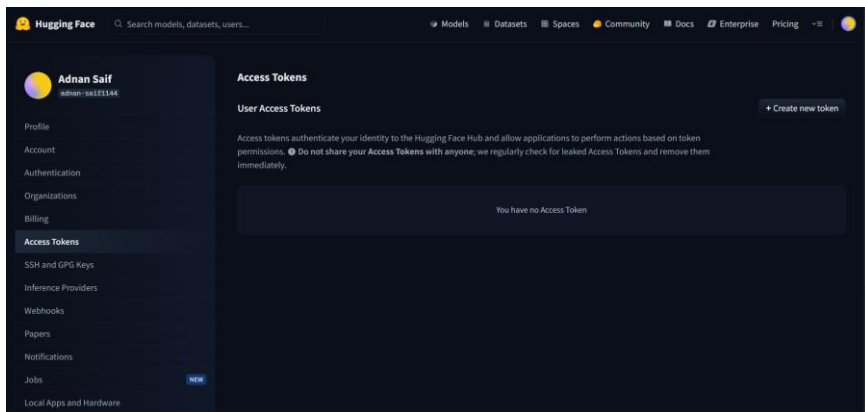 Hugging Face
Search models, datasets, users...
Models
Datasets
Spaces
Community
Docs
Enterprise
Pricing
Adnan Saif
adnan-saif1144
Profile
Account
Authentication
Organizations
Billing
Access Tokens
SSH and GPG Keys
Inference Providers
Webhooks
Papers
Notifications
Jobs NEW
Local Apps and Hardware
Access Tokens
User Access Tokens
+ Create new token
Access tokens authenticate your identity to the Hugging Face Hub and allow applications to perform actions based on token
permissions. Do not share your Access Tokens with anyone; we regularly check for leaked Access Tokens and remove them
immediately.
You have no Access Token